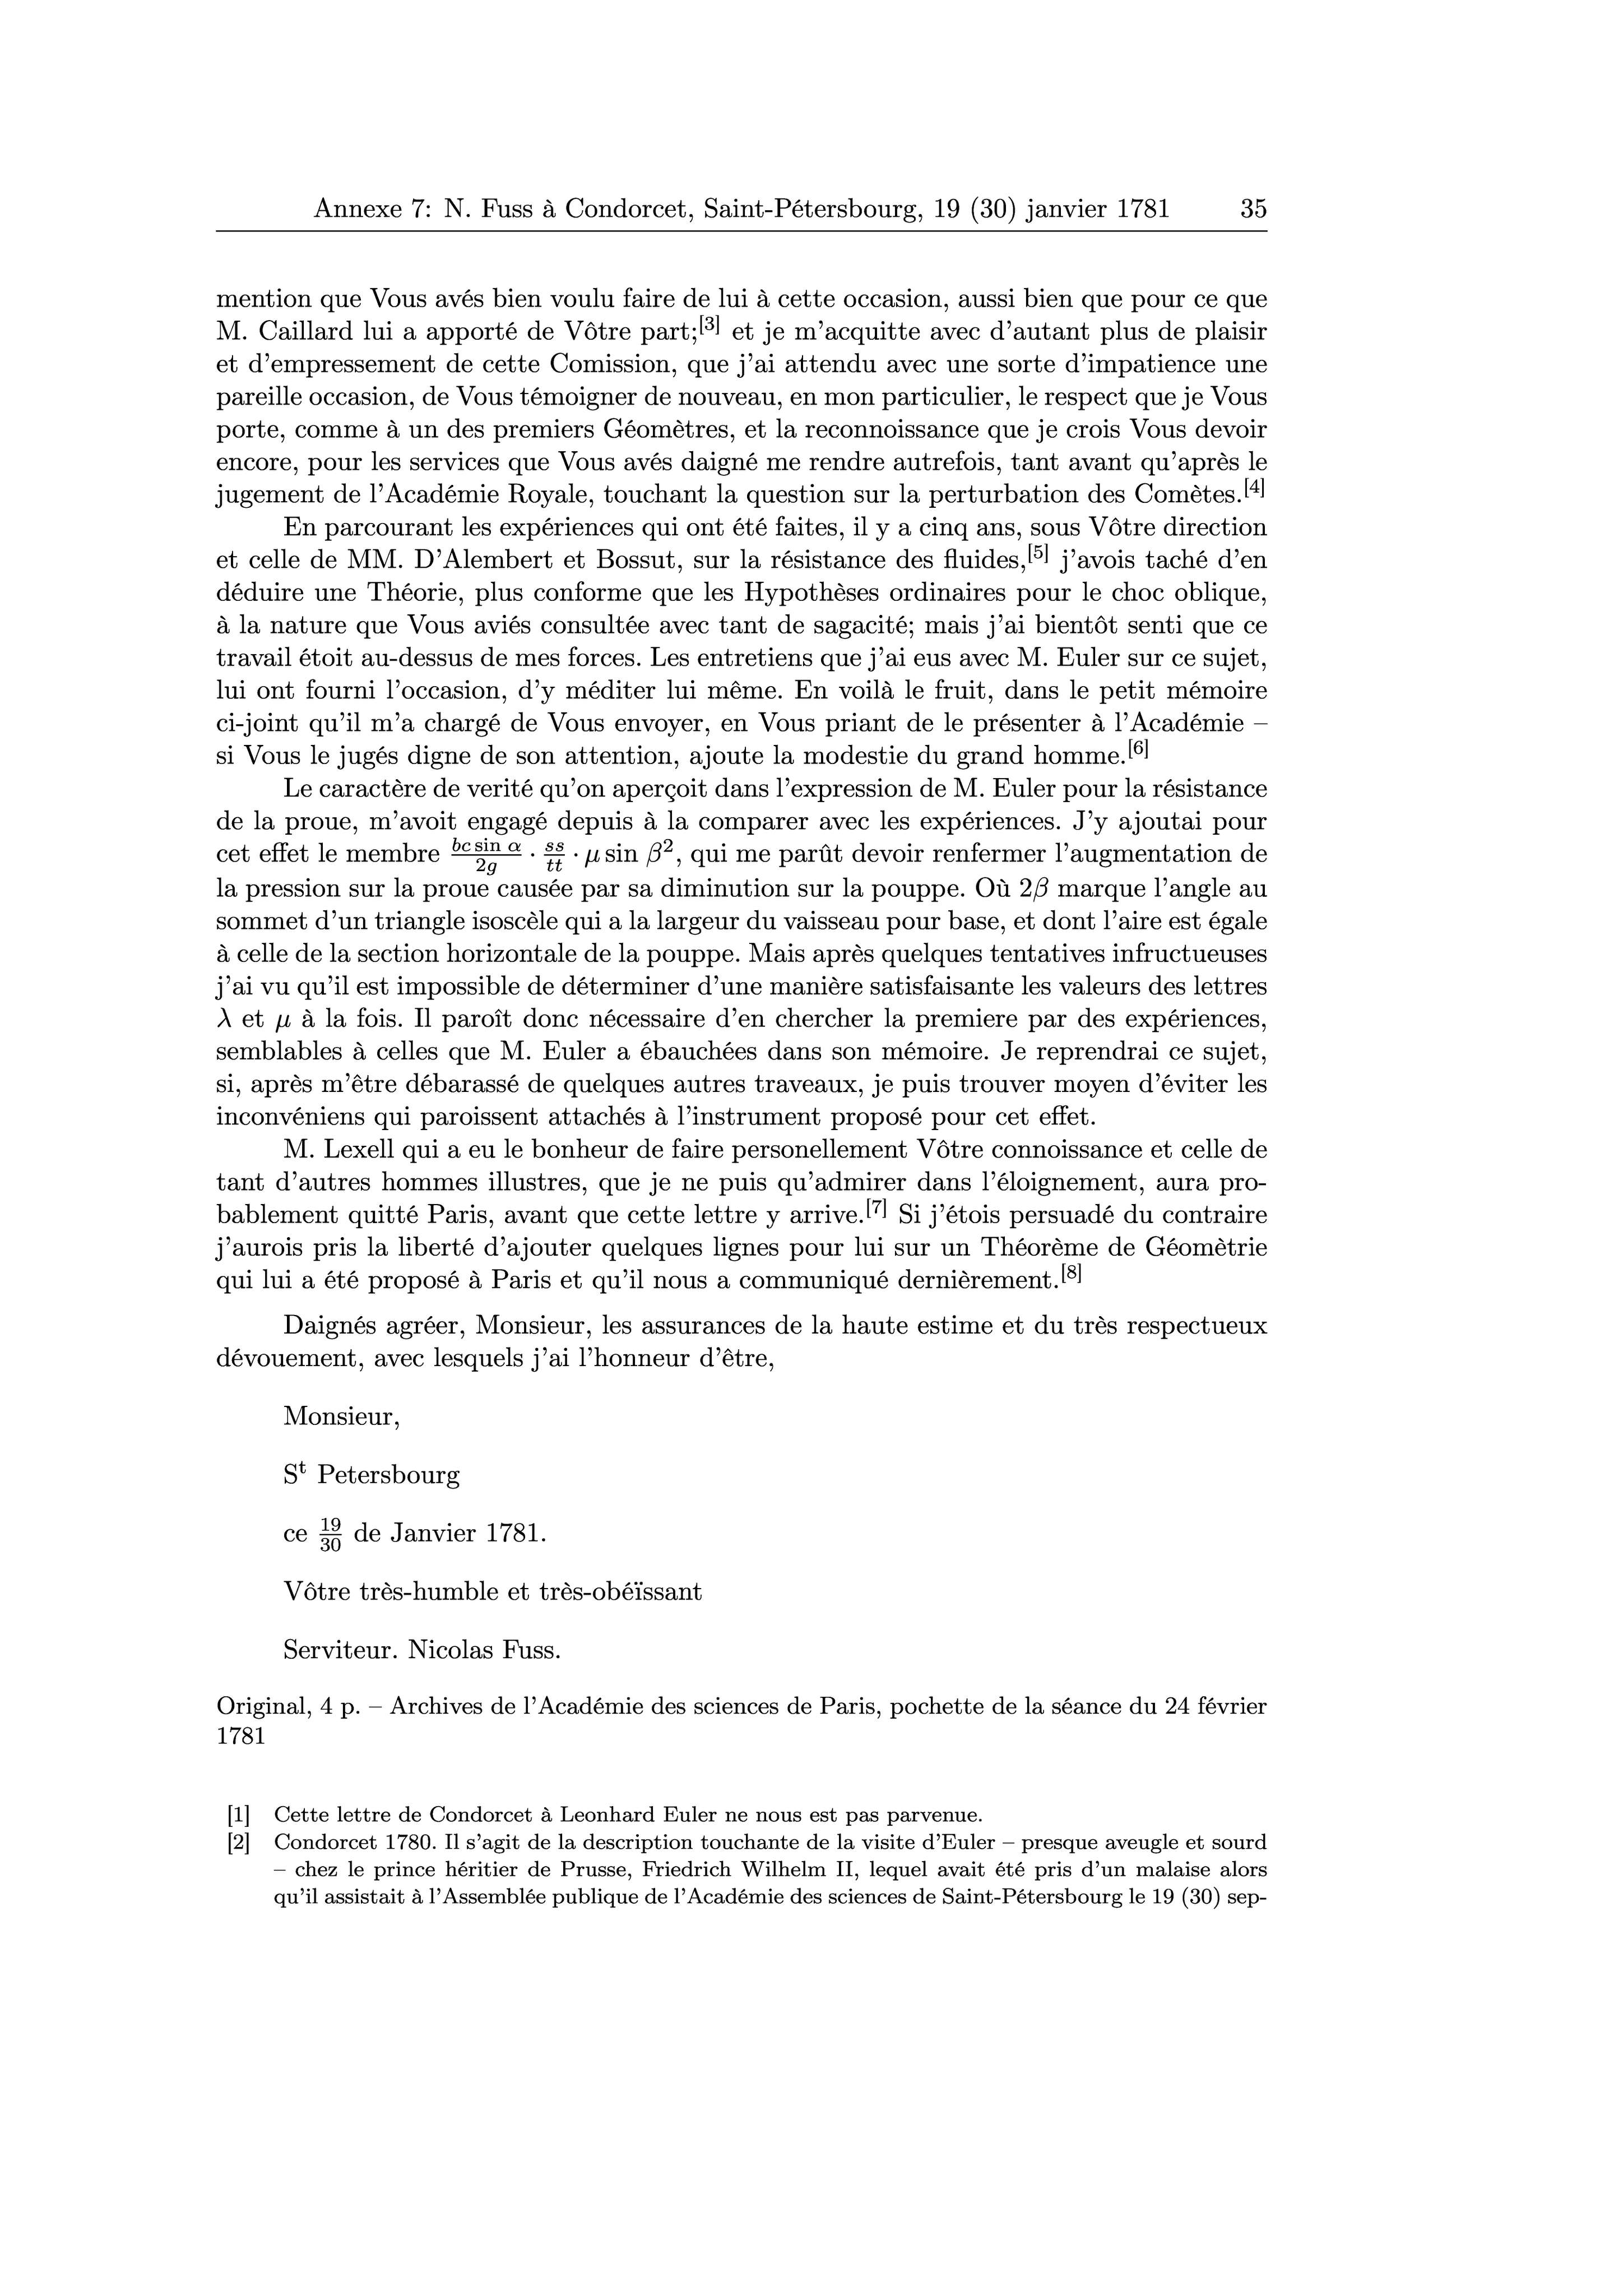 Annexe 7: N. Fuss à Condorcet, Saint-Pétersbourg, 19 (30) janvier 1781 35
mention que Vous avés bien voulu faire de lui à cette occasion, aussi bien que pour ce que
M. Caillard lui a apporté de Vôtre part;[3] et je m'acquitte avec d'autant plus de plaisir
et d'empressement de cette Comission, que j'ai attendu avec une sorte d'impatience une
pareille occasion, de Vous témoigner de nouveau, en mon particulier, le respect que je Vous
porte, comme à un des premiers Géomètres, et la reconnoissance que je crois Vous devoir
encore, pour les services que Vous avés daigné me rendre autrefois, tant avant qu'après le
jugement de l'Académie Royale, touchant la question sur la perturbation des Comètes.[4]
En parcourant les expériences qui ont été faites, il y a cinq ans, sous Vôtre direction
et celle de MM. D'Alembert et Bossut, sur la résistance des fluides,[5] j'avois taché d'en
déduire une Théorie, plus conforme que les Hypothèses ordinaires pour le choc oblique,
à la nature que Vous aviés consultée avec tant de sagacité; mais j'ai bientôt senti que ce
travail étoit au-dessus de mes forces. Les entretiens que j'ai eus avec M. Euler sur ce sujet,
lui ont fourni l'occasion, d'y méditer lui même. En voilà le fruit, dans le petit mémoire
ci-joint qu'il m'a chargé de Vous envoyer, en Vous priant de le présenter à l'Académie –
si Vous le jugés digne de son attention, ajoute la modestie du grand homme.[6]
Le caractère de verité qu'on aperçoit dans l'expression de M. Euler pour la résistance
de la proue, m'avoit engagé depuis à la comparer avec les expériences. J'y ajoutai pour
cet effet le membre $\frac{bc \sin \alpha}{2g} \cdot \frac{ss}{tt} \cdot \mu \sin \beta^2$, qui me parût devoir renfermer l'augmentation de
la pression sur la proue causée par sa diminution sur la pouppe. Où 2β marque l'angle au
sommet d'un triangle isoscèle qui a la largeur du vaisseau pour base, et dont l'aire est égale
à celle de la section horizontale de la pouppe. Mais après quelques tentatives infructueuses
j'ai vu qu'il est impossible de déterminer d'une manière satisfaisante les valeurs des lettres
λ et μ à la fois. Il paroît donc nécessaire d'en chercher la premiere par des expériences,
semblables à celles que M. Euler a ébauchées dans son mémoire. Je reprendrai ce sujet,
si, après m'être débarassé de quelques autres traveaux, je puis trouver moyen d'éviter les
inconvéniens qui paroissent attachés à l'instrument proposé pour cet effet.
M. Lexell qui a eu le bonheur de faire personellement Vôtre connoissance et celle de
tant d'autres hommes illustres, que je ne puis qu'admirer dans l'éloignement, aura pro-
bablement quitté Paris, avant que cette lettre y arrive.[7] Si j'étois persuadé du contraire
j'aurois pris la liberté d'ajouter quelques lignes pour lui sur un Théorème de Géomètrie
qui lui a été proposé à Paris et qu'il nous a communiqué dernièrement.[8]
Daignés agréer, Monsieur, les assurances de la haute estime et du très respectueux
dévouement, avec lesquels j'ai l'honneur d'être,
Monsieur,
S^t Petersbourg
ce $\frac{19}{30}$ de Janvier 1781.
Vôtre très-humble et très-obéïssant
Serviteur. Nicolas Fuss.
Original, 4 p. – Archives de l'Académie des sciences de Paris, pochette de la séance du 24 février
1781
[1] Cette lettre de Condorcet à Leonhard Euler ne nous est pas parvenue.
[2] Condorcet 1780. Il s'agit de la description touchante de la visite d'Euler – presque aveugle et sourd
– chez le prince héritier de Prusse, Friedrich Wilhelm II, lequel avait été pris d'un malaise alors
qu'il assistait à l'Assemblée publique de l'Académie des sciences de Saint-Pétersbourg le 19 (30) sep-